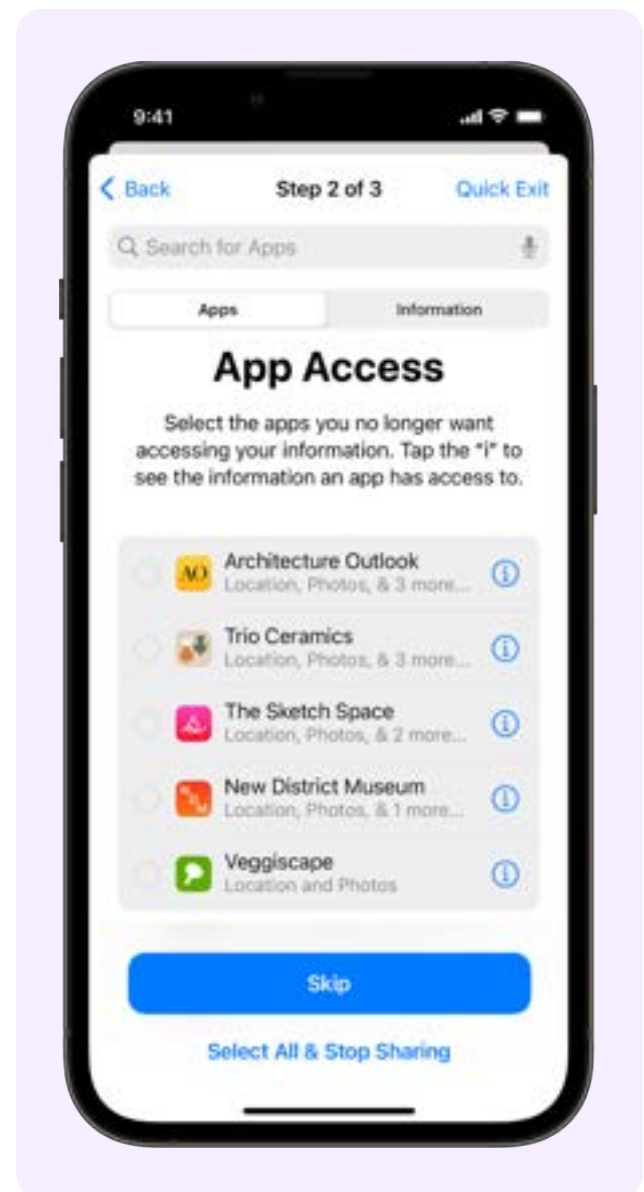 9:41
Back Step 2 of 3 Quick Exit
Search for Apps
Apps Information
App Access
Select the apps you no longer want
accessing your information. Tap the "i" to
see the information an app has access to.
AO Architecture Outlook
Location, Photos, & 3 more...
Trio Ceramics
Location, Photos, & 3 more...
The Sketch Space
Location, Photos, & 2 more...
New District Museum
Location, Photos, & 1 more...
Veggiscape
Location and Photos
Skip
Select All & Stop Sharing